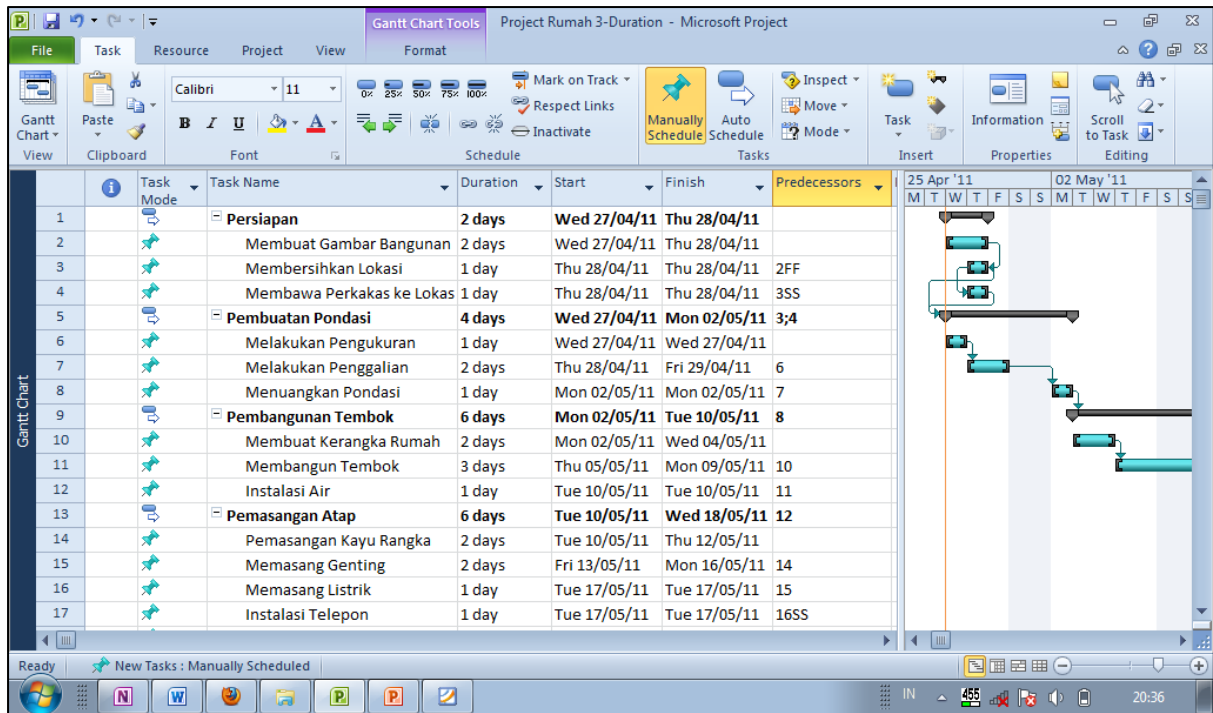 Gantt Chart Tools
Project Rumah 3-Duration - Microsoft Project
File Task Resource Project View Format
Gantt Chart
Paste
Calibri 11
B I U A
0% 25% 50% 75% 100%
Mark on Track
Respect Links
Inactivate
Manually Schedule
Auto Schedule
Inspect
Move
Mode
Task
Information
Scroll to Task
View Clipboard Font Schedule Tasks Insert Properties Editing
Task Mode Task Name Duration Start Finish Predecessors 25 Apr '11 02 May '11
M T W T F S S M T W T F S S
1 Persiapan 2 days Wed 27/04/11 Thu 28/04/11
2 Membuat Gambar Bangunan 2 days Wed 27/04/11 Thu 28/04/11
3 Membersihkan Lokasi 1 day Thu 28/04/11 Thu 28/04/11 2FF
4 Membawa Perkakas ke Lokas 1 day Thu 28/04/11 Thu 28/04/11 3SS
5 Pembuatan Pondasi 4 days Wed 27/04/11 Mon 02/05/11 3;4
6 Melakukan Pengukuran 1 day Wed 27/04/11 Wed 27/04/11
7 Melakukan Penggalian 2 days Thu 28/04/11 Fri 29/04/11 6
8 Menuangkan Pondasi 1 day Mon 02/05/11 Mon 02/05/11 7
9 Pembangunan Tembok 6 days Mon 02/05/11 Tue 10/05/11 8
10 Membuat Kerangka Rumah 2 days Mon 02/05/11 Wed 04/05/11
11 Membangun Tembok 3 days Thu 05/05/11 Mon 09/05/11 10
12 Instalasi Air 1 day Tue 10/05/11 Tue 10/05/11 11
13 Pemasangan Atap 6 days Tue 10/05/11 Wed 18/05/11 12
14 Pemasangan Kayu Rangka 2 days Tue 10/05/11 Thu 12/05/11
15 Memasang Genting 2 days Fri 13/05/11 Mon 16/05/11 14
16 Memasang Listrik 1 day Tue 17/05/11 Tue 17/05/11 15
17 Instalasi Telepon 1 day Tue 17/05/11 Tue 17/05/11 16SS
Gantt Chart
Ready New Tasks : Manually Scheduled
IN 455 20:36